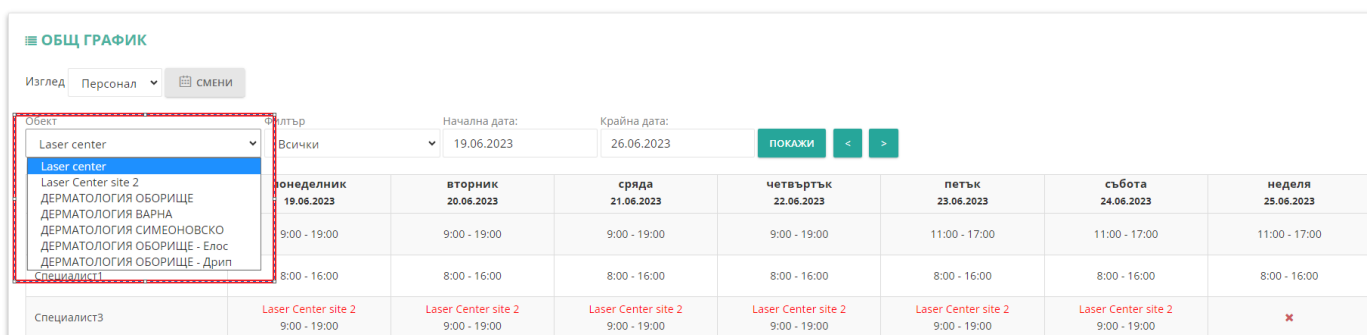 ОБЩ ГРАФИК
Изглед Персонал СМЕНИ
Обект Филтър Начална дата: Крайна дата:
Laser center Всички 19.06.2023 26.06.2023 ПОКАЖИ < >
Laser center
Laser Center site 2
ДЕРМАТОЛОГИЯ ОБОРИЩЕ
ДЕРМАТОЛОГИЯ ВАРНА
ДЕРМАТОЛОГИЯ СИМЕОНОВСКО
ДЕРМАТОЛОГИЯ ОБОРИЩЕ - Елос
ДЕРМАТОЛОГИЯ ОБОРИЩЕ - Дрип
понеделник вторник сряда четвъртък петък събота неделя
19.06.2023 20.06.2023 21.06.2023 22.06.2023 23.06.2023 24.06.2023 25.06.2023
9:00 - 19:00 9:00 - 19:00 9:00 - 19:00 9:00 - 19:00 11:00 - 17:00 11:00 - 17:00 11:00 - 17:00
Специалист1 8:00 - 16:00 8:00 - 16:00 8:00 - 16:00 8:00 - 16:00 8:00 - 16:00 8:00 - 16:00 8:00 - 16:00
Laser Center site 2 Laser Center site 2 Laser Center site 2 Laser Center site 2 Laser Center site 2 Laser Center site 2
Специалист3 9:00 - 19:00 9:00 - 19:00 9:00 - 19:00 9:00 - 19:00 9:00 - 19:00 9:00 - 19:00